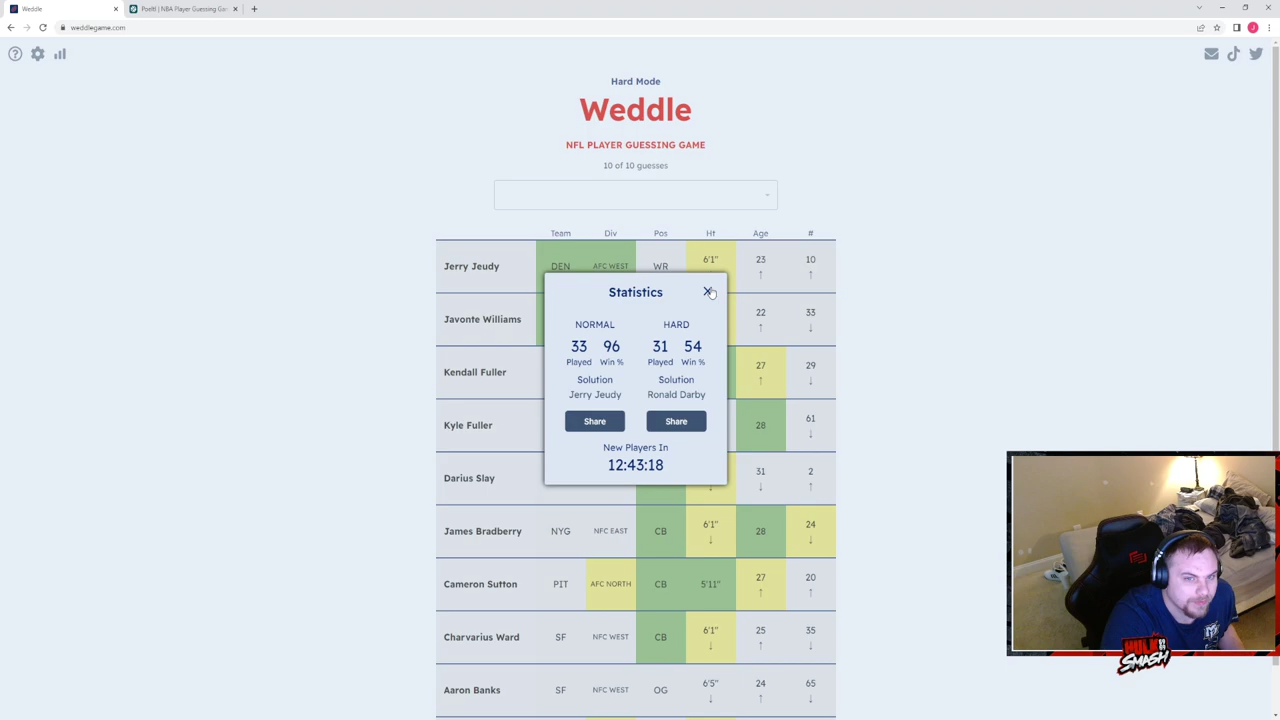 Weddle
Poeltl | NBA Player Guessing Game
weddlegame.com
Hard Mode
Weddle
NFL PLAYER GUESSING GAME
10 of 10 guesses
Team Div Pos Ht Age #
Jerry Jeudy DEN AFC WEST WR 6'1" 23 10
↑ ↑
Javonte Williams 22 33
↑ ↓
Kendall Fuller 27 29
↑ ↓
Kyle Fuller 28 61
↓
Darius Slay 31 2
↓ ↓ ↑
James Bradberry NYG NFC EAST CB 6'1" 28 24
↓ ↓
Cameron Sutton PIT AFC NORTH CB 5'11" 27 20
↑ ↑
Charvarius Ward SF NFC WEST CB 6'1" 25 35
↓ ↑ ↓
Aaron Banks SF NFC WEST OG 6'5" 24 65
↓ ↑ ↓
Statistics
NORMAL HARD
33 96 31 54
Played Win % Played Win %
Solution Solution
Jerry Jeudy Ronald Darby
Share Share
New Players In
12:43:18
HULK
SMASH